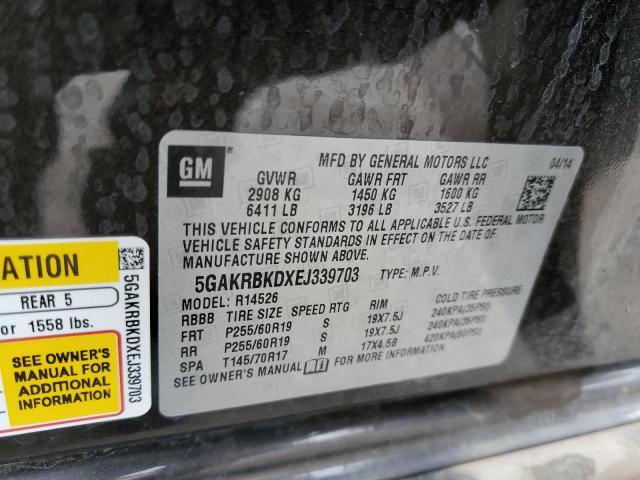 GM
MFD BY GENERAL MOTORS LLC 04/14
GVWR GAWR FRT GAWR RR
2908 KG 1450 KG 1600 KG
6411 LB 3196 LB 3527 LB
THIS VEHICLE CONFORMS TO ALL APPLICABLE U.S. FEDERAL MOTOR
VEHICLE SAFETY STANDARDS IN EFFECT ON THE DATE OF
MANUFACTURE SHOWN ABOVE.
5GAKRBKDXEJ339703 TYPE: M.P.V.
MODEL: R14526
RBBB TIRE SIZE SPEED RTG RIM COLD TIRE PRESSURE
FRT P255/60R19 S 19X7.5J 240KPA(35PSI)
RR P255/60R19 S 19X7.5J 240KPA(35PSI)
SPA T145/70R17 M 17X4.5B 420KPA(60PSI)
SEE OWNER'S MANUAL FOR MORE INFORMATION.
ATION
REAR 5
or 1558 lbs.
SEE OWNER'S
MANUAL FOR
ADDITIONAL
INFORMATION
5GAKRBKDXEJ339703